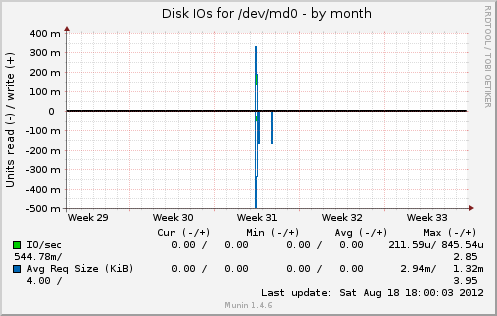 Disk IOs for /dev/md0 - by month
RRDTOOL / TOBI OETIKER
Units read (-) / write (+)
400 m
300 m
200 m
100 m
0
-100 m
-200 m
-300 m
-400 m
-500 m
Week 29 Week 30 Week 31 Week 32 Week 33
Cur (-/+) Min (-/+) Avg (-/+) Max (-/+)
IO/sec 0.00 / 0.00 0.00 / 0.00 211.59u/ 845.54u
544.78m/ 2.85
Avg Req Size (KiB) 0.00 / 0.00 0.00 / 0.00 2.94m/ 1.32m
4.00 / 3.95
Last update: Sat Aug 18 18:00:03 2012
Munin 1.4.6